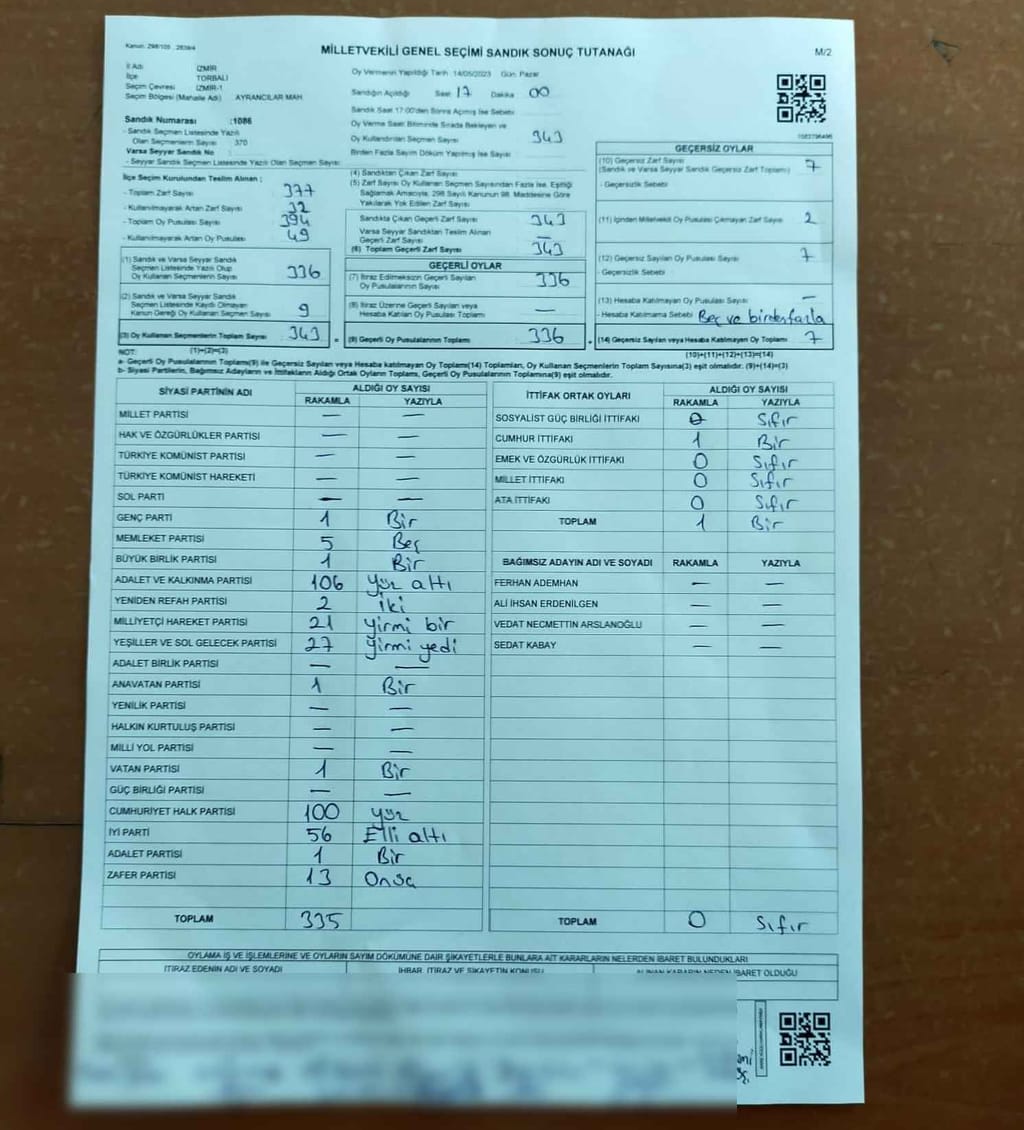 Kanun: 298/105 , 2839/4
MİLLETVEKİLİ GENEL SEÇİMİ SANDIK SONUÇ TUTANAĞI
M/2
İl Adı İZMİR
İlçe TORBALI
Seçim Çevresi İZMİR-1
Seçim Bölgesi (Mahalle Adı) AYRANCILAR MAH
Sandık Numarası :1086
- Sandık Seçmen Listesinde Yazılı
Olan Seçmenlerin Sayısı 370
Varsa Seyyar Sandık No :
- Seyyar Sandık Seçmen Listesinde Yazılı Olan Seçmen Sayısı:
Oy Vermenin Yapıldığı Tarih 14/05/2023 Gün: Pazar
Sandığın Açıldığı Saat 17 Dakika 00
Sandık Saat 17:00'den Sonra Açılmış İse Sebebi
Oy Verme Saati Bitiminde Sırada Bekleyen ve
Oy Kullandırılan Seçmen Sayısı 343
Birden Fazla Sayım Döküm Yapılmış İse Sayısı
İlçe Seçim Kurulundan Teslim Alınan ;
- Toplam Zarf Sayısı 377
- Kullanılmayarak Artan Zarf Sayısı 32
- Toplam Oy Pusulası Sayısı 394
- Kullanılmayarak Artan Oy Pusulası 49
(1) Sandık ve Varsa Seyyar Sandık
Seçmen Listesinde Yazılı Olup
Oy Kullanan Seçmenlerin Sayısı 336
(2) Sandık ve Varsa Seyyar Sandık
Seçmen Listesinde Kaydı Olmayan
Kanun Gereği Oy Kullanan Seçmen Sayısı 9
(3) Oy Kullanan Seçmenlerin Toplam Sayısı 343
(1)+(2)=(3)
(4) Sandıktan Çıkan Zarf Sayısı
(5) Zarf Sayısı Oy Kullanan Seçmen Sayısından Fazla İse, Eşitliği
Sağlamak Amacıyla, 298 Sayılı Kanunun 98. Maddesine Göre
Yakılarak Yok Edilen Zarf Sayısı
Sandıkta Çıkan Geçerli Zarf Sayısı 343
Varsa Seyyar Sandıktan Teslim Alınan
Geçerli Zarf Sayısı —
(6) Toplam Geçerli Zarf Sayısı 343
GEÇERLİ OYLAR
(7) İtiraz Edilmeksizin Geçerli Sayılan
Oy Pusulalarının Sayısı 336
(8) İtiraz Üzerine Geçerli Sayılan veya
Hesaba Katılan Oy Pusulası Toplamı —
= (9) Geçerli Oy Pusulalarının Toplamı 336
GEÇERSİZ OYLAR
(10) Geçersiz Zarf Sayısı 7
(Sandık ve Varsa Seyyar Sandık Geçersiz Zarf Toplamı)
- Geçersizlik Sebebi
(11) İçinden Milletvekili Oy Pusulası Çıkmayan Zarf Sayısı 2
(12) Geçersiz Sayılan Oy Pusulası Sayısı 7
- Geçersizlik Sebebi
(13) Hesaba Katılmayan Oy Pusulası Sayısı —
- Hesaba Katılmama Sebebi Boş ve birden fazla
+ (14) Geçersiz Sayılan veya Hesaba Katılmayan Oy Toplamı 7
(10)+(11)+(12)+(13)=(14)
NOT:
a- Geçerli Oy Pusulasının Toplamı(9) ile Geçersiz Sayılan veya Hesaba katılmayan Oy Toplamı(14) Toplamları, Oy Kullanan Seçmenlerin Toplam Sayısına(3) eşit olmalıdır. (9)+(14)=(3)
b- Siyasi Partilerin, Bağımsız Adayların ve İttifakların Aldığı Ortak Oyların Toplamı, Geçerli Oy Pusulalarının Toplamına(9) eşit olmalıdır.
SİYASİ PARTİNİN ADI ALDIĞI OY SAYISI
RAKAMLA YAZIYLA
MİLLET PARTİSİ — —
HAK VE ÖZGÜRLÜKLER PARTİSİ — —
TÜRKİYE KOMÜNİST PARTİSİ — —
TÜRKİYE KOMÜNİST HAREKETİ — —
SOL PARTİ — —
GENÇ PARTİ 1 Bir
MEMLEKET PARTİSİ 5 Beş
BÜYÜK BİRLİK PARTİSİ 1 Bir
ADALET VE KALKINMA PARTİSİ 106 Yüz altı
YENİDEN REFAH PARTİSİ 2 iki
MİLLİYETÇİ HAREKET PARTİSİ 21 Yirmi bir
YEŞİLLER VE SOL GELECEK PARTİSİ 27 Yirmi yedi
ADALET BİRLİK PARTİSİ — —
ANAVATAN PARTİSİ 1 Bir
YENİLİK PARTİSİ — —
HALKIN KURTULUŞ PARTİSİ — —
MİLLİ YOL PARTİSİ — —
VATAN PARTİSİ 1 Bir
GÜÇ BİRLİĞİ PARTİSİ — —
CUMHURİYET HALK PARTİSİ 100 Yüz
İYİ PARTİ 56 Elli altı
ADALET PARTİSİ 1 Bir
ZAFER PARTİSİ 13 Onüç
TOPLAM 335
İTTİFAK ORTAK OYLARI ALDIĞI OY SAYISI
RAKAMLA YAZIYLA
SOSYALİST GÜÇ BİRLİĞİ İTTİFAKI 0 Sıfır
CUMHUR İTTİFAKI 1 Bir
EMEK VE ÖZGÜRLÜK İTTİFAKI 0 Sıfır
MİLLET İTTİFAKI 0 Sıfır
ATA İTTİFAKI 0 Sıfır
TOPLAM 1 Bir
BAĞIMSIZ ADAYIN ADI VE SOYADI RAKAMLA YAZIYLA
FERHAN ADEMHAN — —
ALİ İHSAN ERDENİLGEN — —
VEDAT NECMETTİN ARSLANOĞLU — —
SEDAT KABAY — —
TOPLAM 0 Sıfır
OYLAMA İŞ VE İŞLEMLERİNE VE OYLARIN SAYIM DÖKÜMÜNE DAİR ŞİKAYETLERLE BUNLARA AİT KARARLARIN NELERDEN İBARET BULUNDUKLARI
İTİRAZ EDENİN ADI VE SOYADI İHBAR, İTİRAZ VE ŞİKAYETİN KONUSU ALINAN KARARIN NEDEN İBARET OLDUĞU